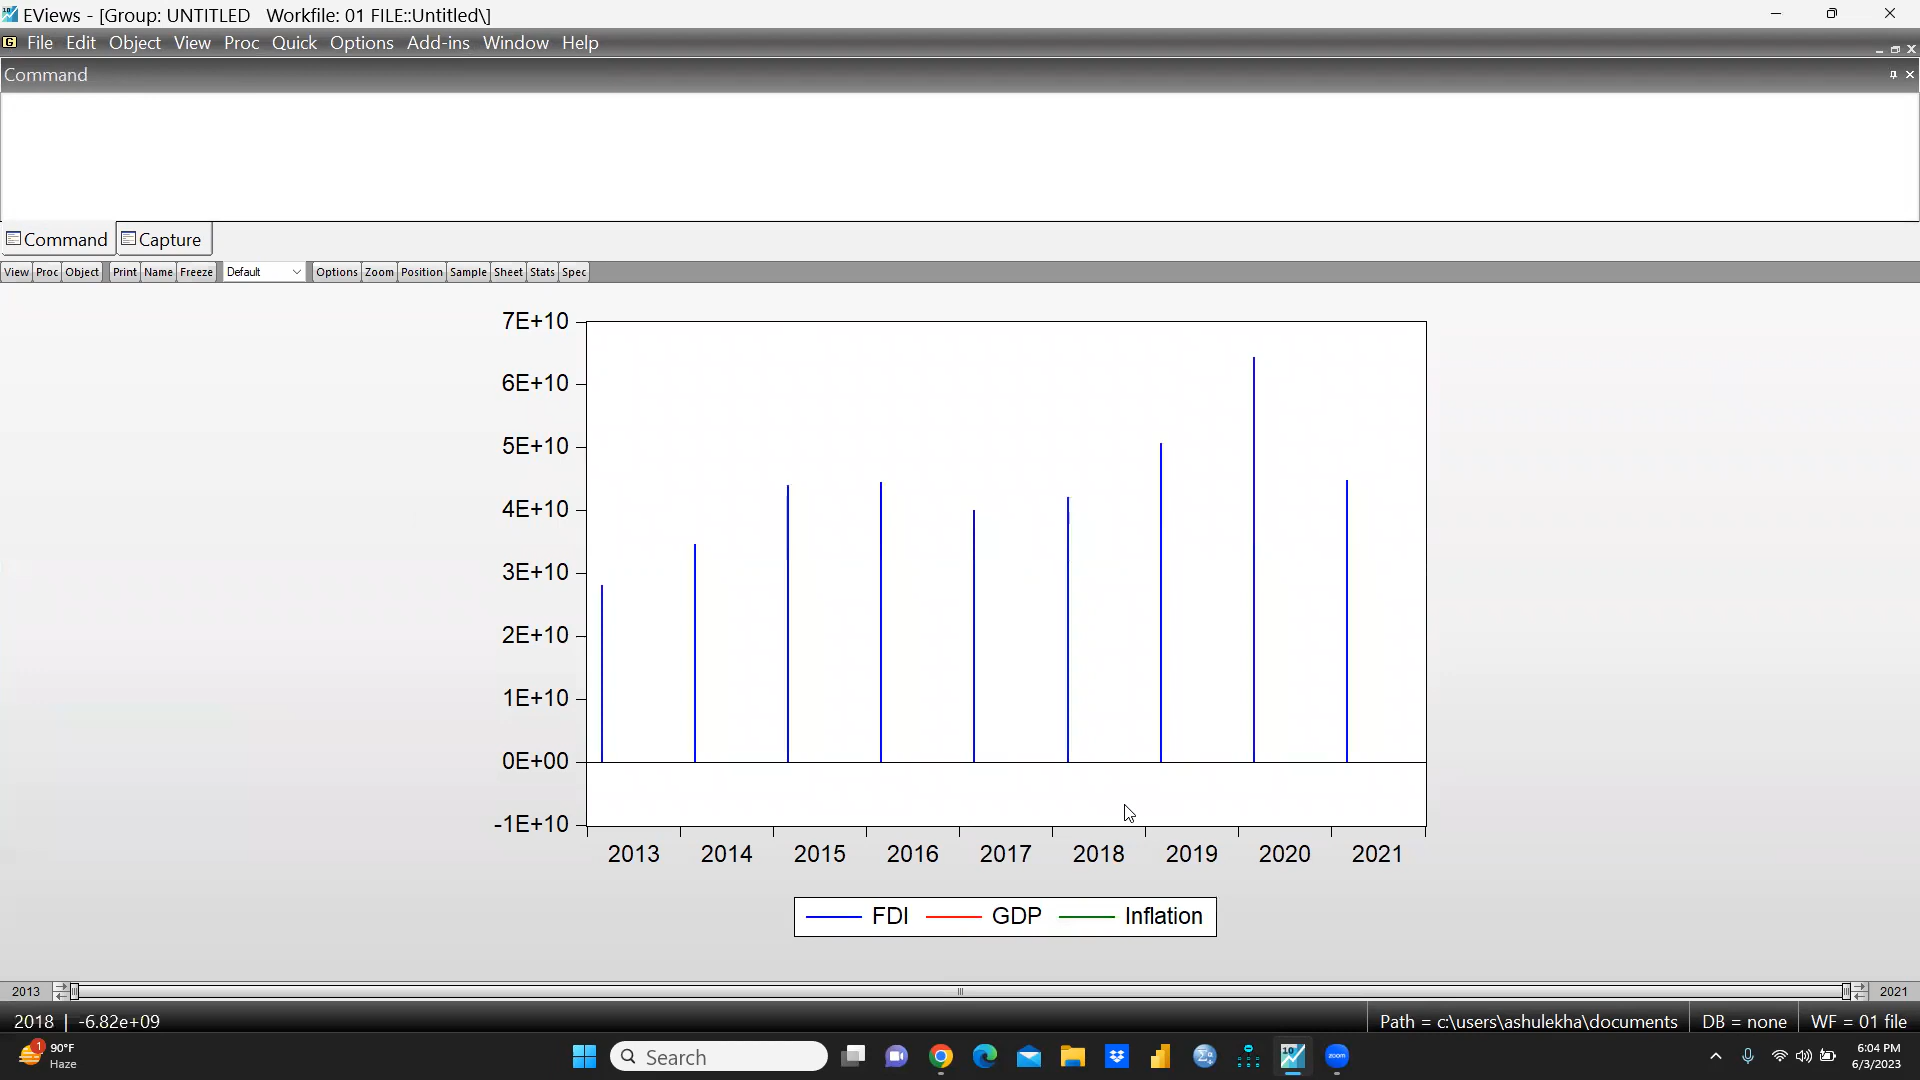 EViews - [Group: UNTITLED   Workfile: 01 FILE::Untitled\]
File Edit Object View Proc Quick Options Add-ins Window Help
Command
Command Capture
View Proc Object Print Name Freeze Default Options Zoom Position Sample Sheet Stats Spec
7E+10
6E+10
5E+10
4E+10
3E+10
2E+10
1E+10
0E+00
-1E+10
2013 2014 2015 2016 2017 2018 2019 2020 2021
FDI GDP Inflation
2013 2021
2018 | -6.82e+09 Path = c:\users\ashulekha\documents DB = none WF = 01 file
1 90°F
Haze
Search
zoom
6:04 PM
6/3/2023